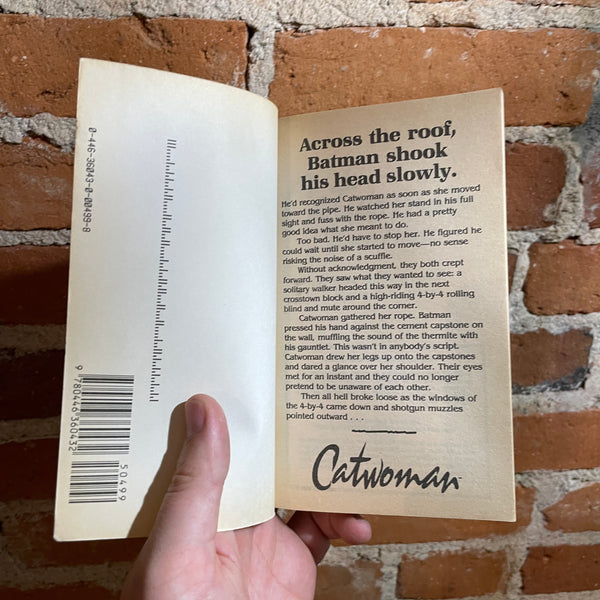 0-446-36043-0-00499-8
9 780446 360432
50499
Across the roof,
Batman shook
his head slowly.
He'd recognized Catwoman as soon as she moved
toward the pipe. He watched her stand in his full
sight and fuss with the rope. He had a pretty
good idea what she meant to do.
Too bad. He'd have to stop her. He figured he
could wait until she started to move—no sense
risking the noise of a scuffle.
Without acknowledgment, they both crept
forward. They saw what they wanted to see: a
solitary walker headed this way in the next
crosstown block and a high-riding 4-by-4 rolling
blind and mute around the corner.
Catwoman gathered her rope. Batman
pressed his hand against the cement capstone on
the wall, muffling the sound of the thermite with
his gauntlet. This wasn't in anybody's script.
Catwoman drew her legs up onto the capstones
and dared a glance over her shoulder. Their eyes
met for an instant and they could no longer
pretend to be unaware of each other.
Then all hell broke loose as the windows of
the 4-by-4 came down and shotgun muzzles
pointed outward . . .
Catwoman™